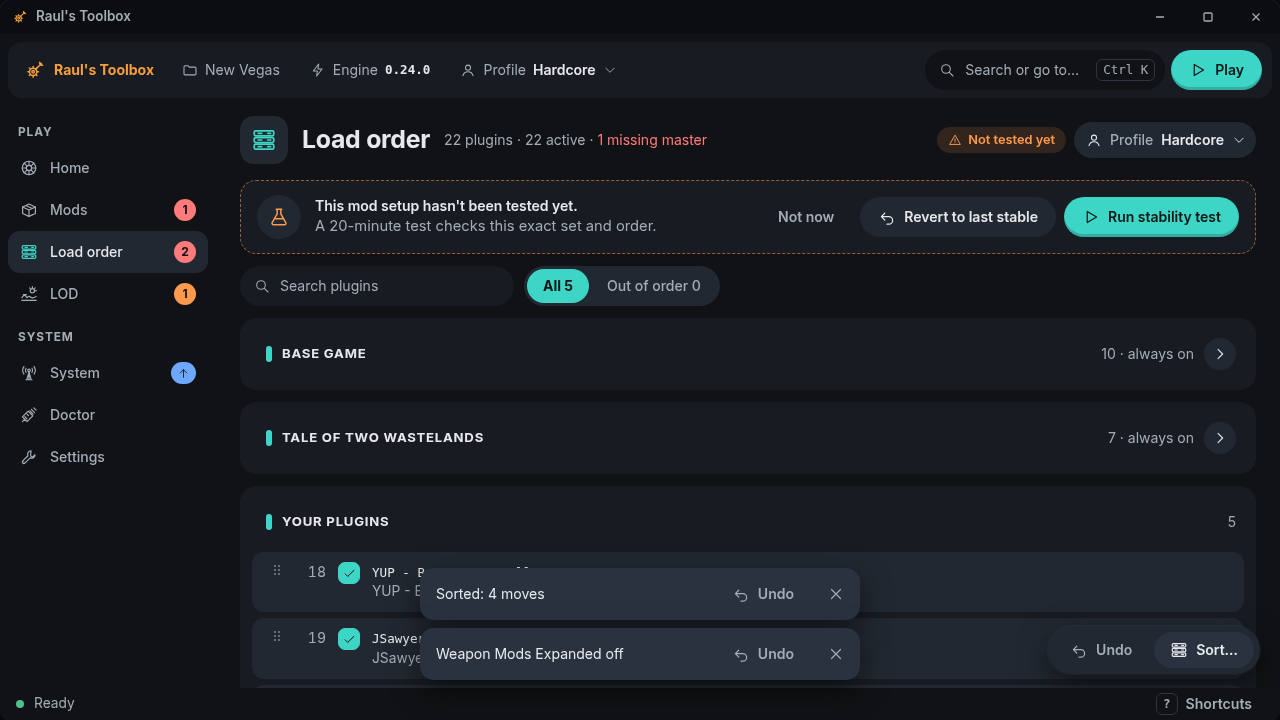 Raul's Toolbox
Raul's Toolbox
New Vegas
Engine 0.24.0
Profile Hardcore
Search or go to...
Ctrl K
Play
PLAY
Home
Mods
1
Load order
2
LOD
1
SYSTEM
System
Doctor
Settings
Load order
22 plugins · 22 active · 1 missing master
Not tested yet
Profile Hardcore
This mod setup hasn't been tested yet.
A 20-minute test checks this exact set and order.
Not now
Revert to last stable
Run stability test
Search plugins
All 5
Out of order 0
BASE GAME
10 · always on
TALE OF TWO WASTELANDS
7 · always on
YOUR PLUGINS
5
18
YUP -
YUP -
19
Sorted: 4 moves
Undo
Weapon Mods Expanded off
Undo
Undo
Sort...
Ready
? Shortcuts